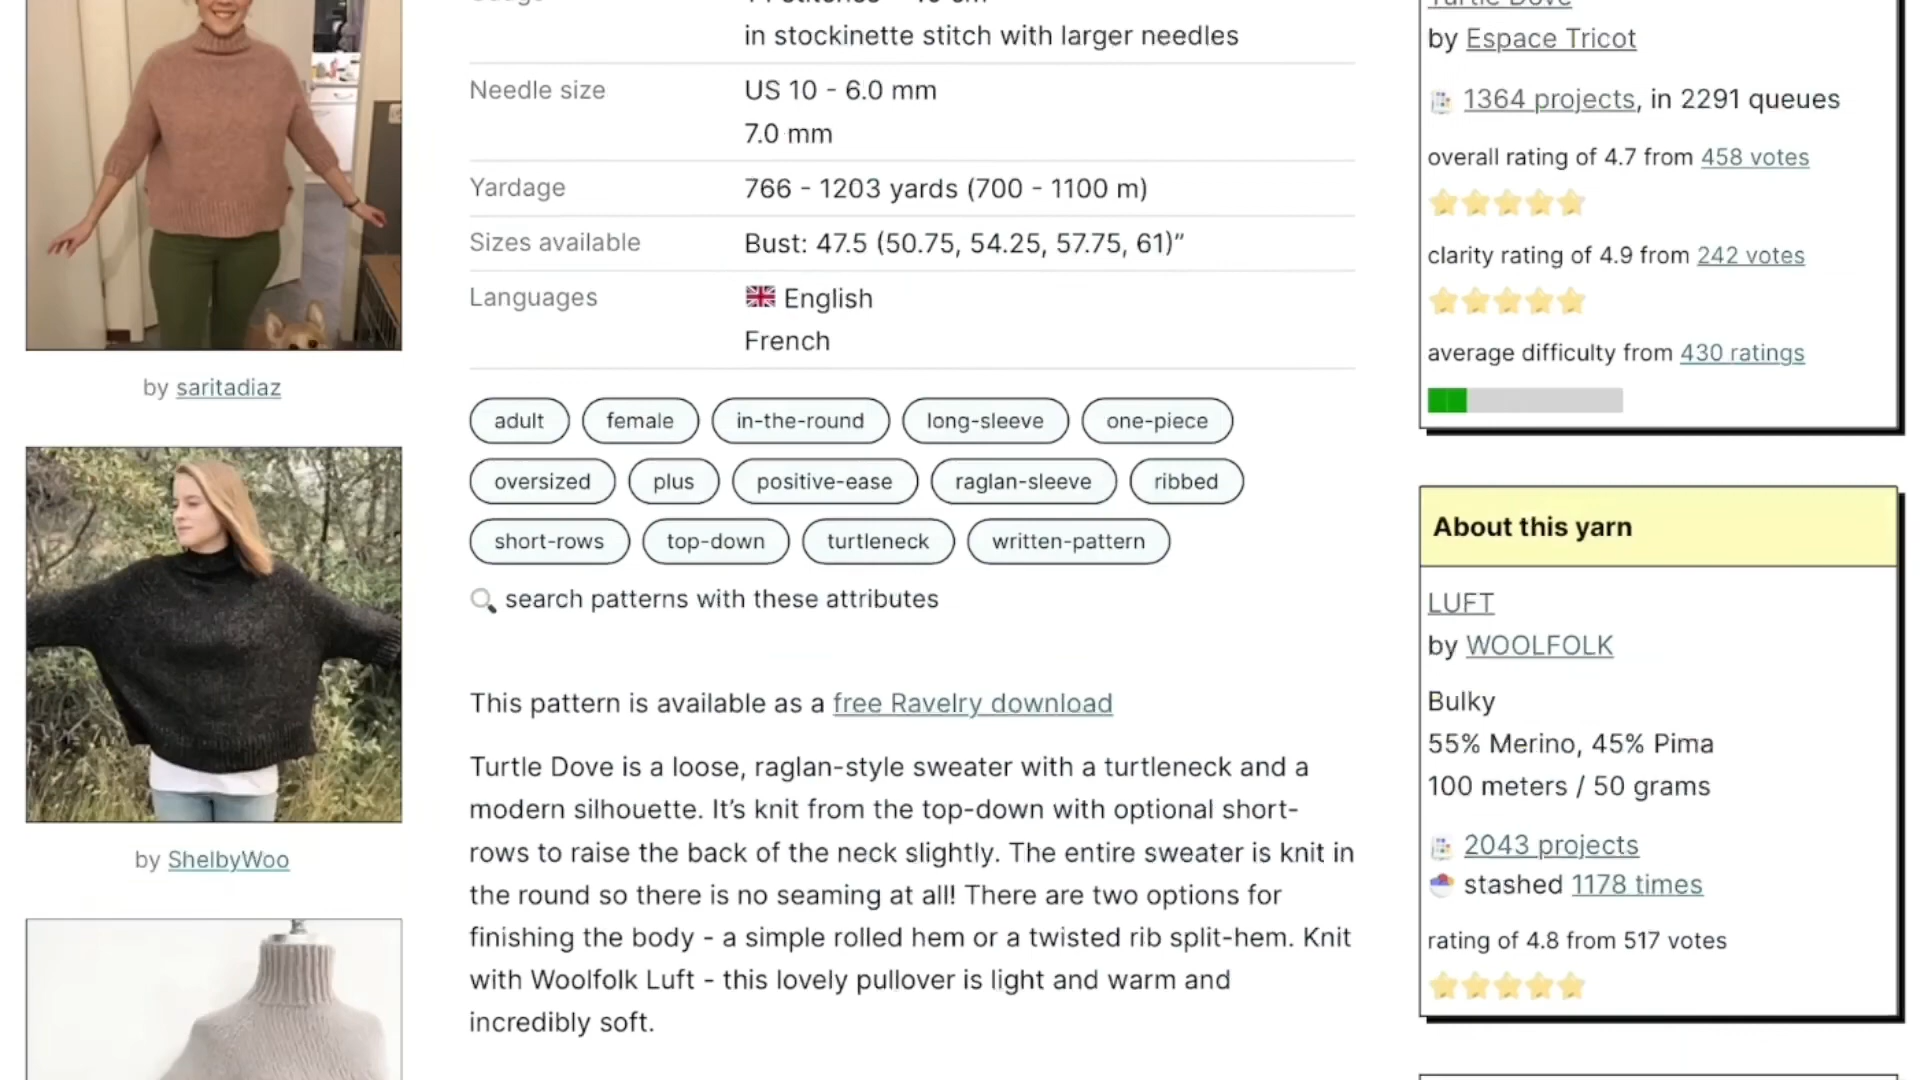 in stockinette stitch with larger needles
Needle size
US 10 - 6.0 mm
7.0 mm
Yardage
766 - 1203 yards (700 - 1100 m)
Sizes available
Bust: 47.5 (50.75, 54.25, 57.75, 61)”
Languages
English
French
adult
female
in-the-round
long-sleeve
one-piece
oversized
plus
positive-ease
raglan-sleeve
ribbed
short-rows
top-down
turtleneck
written-pattern
search patterns with these attributes
This pattern is available as a free Ravelry download
Turtle Dove is a loose, raglan-style sweater with a turtleneck and a
modern silhouette. It’s knit from the top-down with optional short-
rows to raise the back of the neck slightly. The entire sweater is knit in
the round so there is no seaming at all! There are two options for
finishing the body - a simple rolled hem or a twisted rib split-hem. Knit
with Woolfolk Luft - this lovely pullover is light and warm and
incredibly soft.
by saritadiaz
by ShelbyWoo
Turtle Dove
by Espace Tricot
1364 projects, in 2291 queues
overall rating of 4.7 from 458 votes
clarity rating of 4.9 from 242 votes
average difficulty from 430 ratings
About this yarn
LUFT
by WOOLFOLK
Bulky
55% Merino, 45% Pima
100 meters / 50 grams
2043 projects
stashed 1178 times
rating of 4.8 from 517 votes